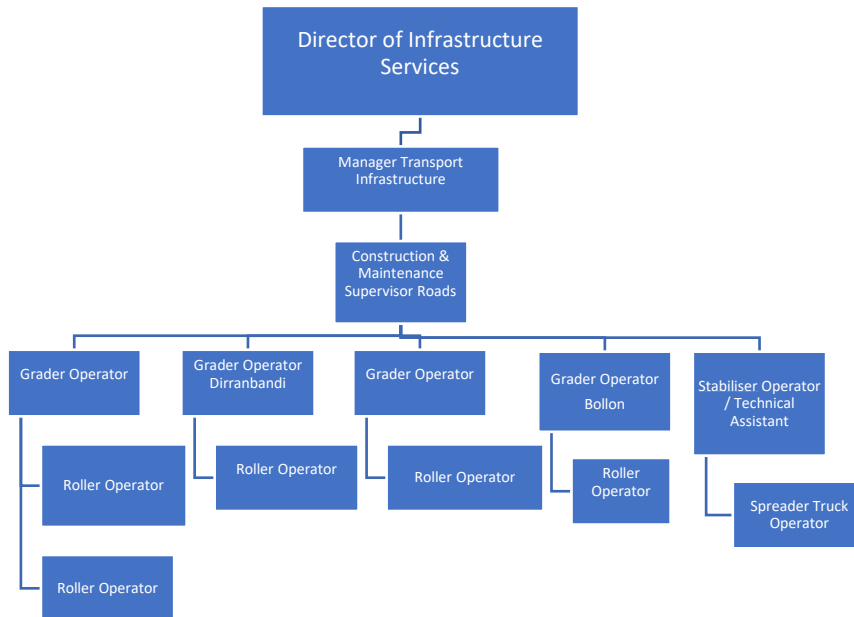 Director of Infrastructure
Services
Manager Transport
Infrastructure
Construction &
Maintenance
Supervisor Roads
Grader Operator
Grader Operator
Dirranbandi
Grader Operator
Grader Operator
Bollon
Stabiliser Operator
/ Technical
Assistant
Roller Operator
Roller Operator
Roller Operator
Roller
Operator
Spreader Truck
Operator
Roller Operator